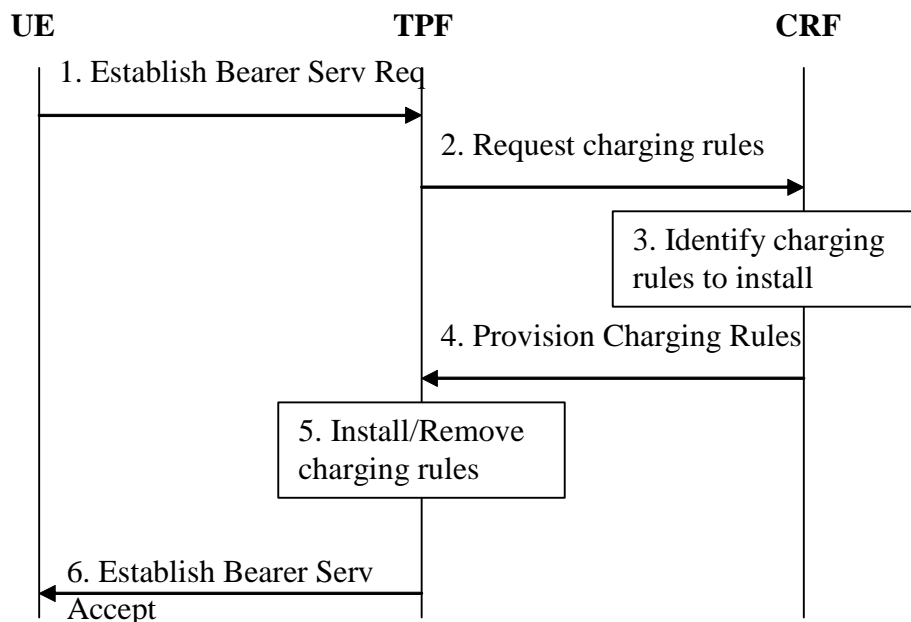 UE TPF CRF
1. Establish Bearer Serv Req
2. Request charging rules
3. Identify charging
rules to install
4. Provision Charging Rules
5. Install/Remove
charging rules
6. Establish Bearer Serv
Accept